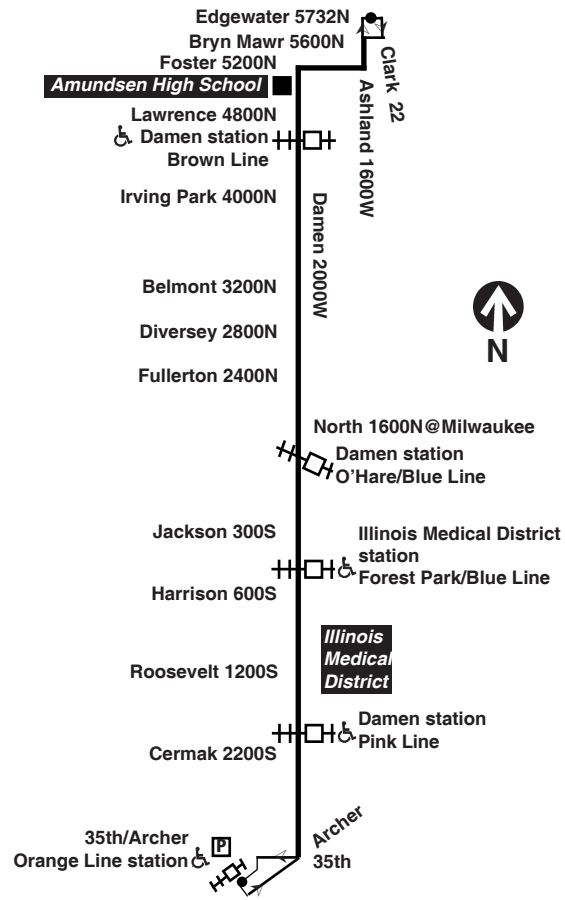 Edgewater 5732N
Bryn Mawr 5600N
Foster 5200N
Clark 22
Amundsen High School
Ashland 1600W
Lawrence 4800N
Damen station
Brown Line
Irving Park 4000N
Damen 2000W
Belmont 3200N
Diversey 2800N
N
Fullerton 2400N
North 1600N@Milwaukee
Damen station
O'Hare/Blue Line
Jackson 300S
Illinois Medical District
station
Forest Park/Blue Line
Harrison 600S
Illinois
Medical
District
Roosevelt 1200S
Damen station
Pink Line
Cermak 2200S
Archer
35th/Archer
P
Orange Line station
35th